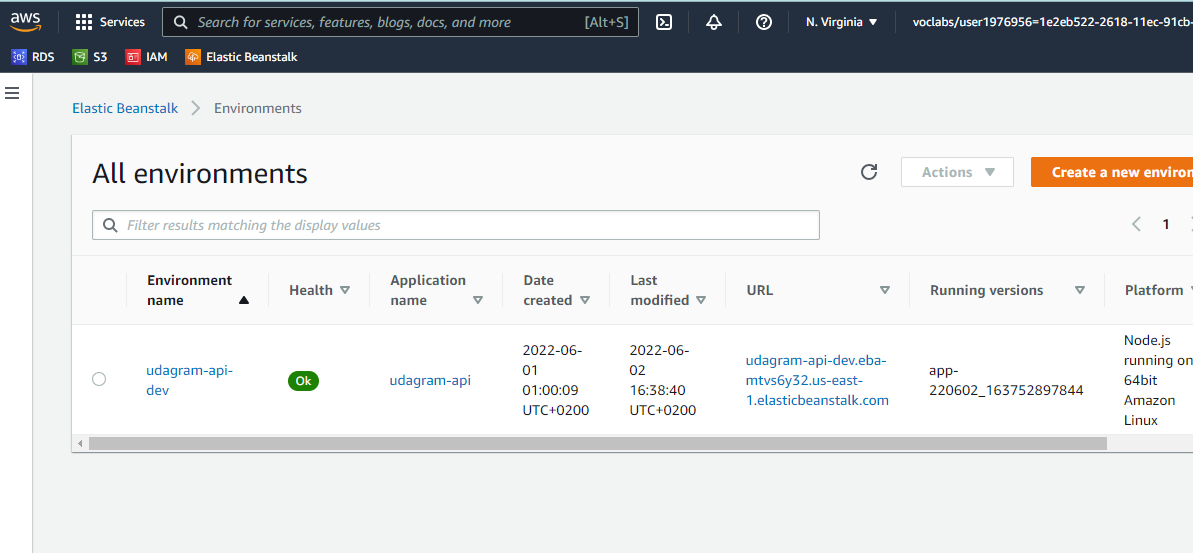 aws Services Search for services, features, blogs, docs, and more [Alt+S] N. Virginia voclabs/user1976956=1e2eb522-2618-11ec-91cb-
RDS S3 IAM Elastic Beanstalk
Elastic Beanstalk Environments
All environments Actions Create a new environ
Filter results matching the display values 1
Environment name Health Application name Date created Last modified URL Running versions Platform
udagram-api-
dev
Ok
udagram-api
2022-06-
01
01:00:09
UTC+0200
2022-06-
02
16:38:40
UTC+0200
udagram-api-dev.eba-
mtvs6y32.us-east-
1.elasticbeanstalk.com
app-
220602_163752897844
Node.js
running on
64bit
Amazon
Linux